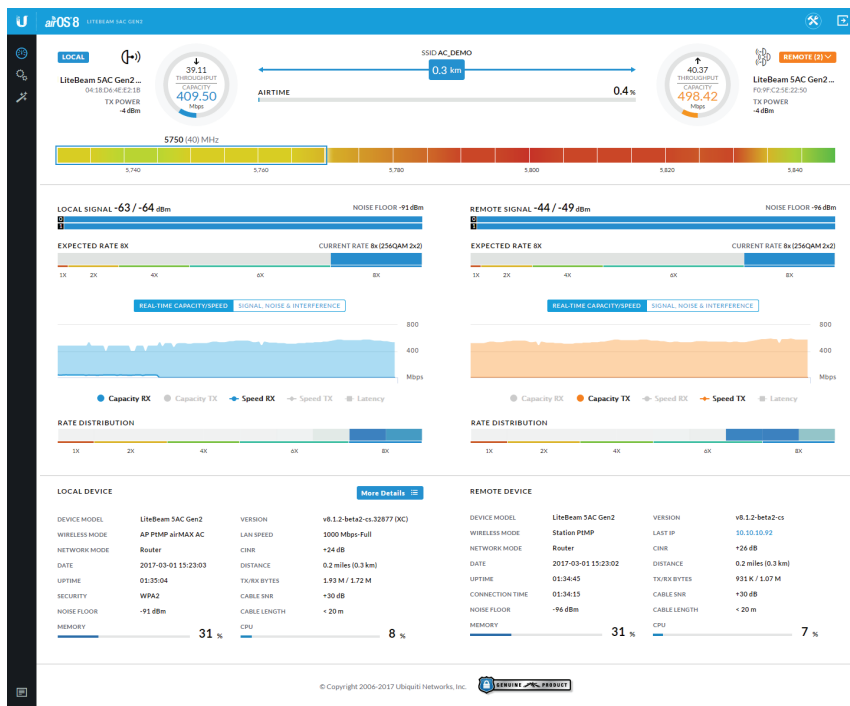 airOS 8 LITEBEAM 5AC GEN2
LOCAL
LiteBeam 5AC Gen2...
04:18:D6:4E:E2:1B
TX POWER
-4 dBm
39.11
THROUGHPUT
CAPACITY
409.50
Mbps
SSID AC_DEMO
0.3 km
AIRTIME 0.4 %
40.37
THROUGHPUT
CAPACITY
498.42
Mbps
REMOTE (2)
LiteBeam 5AC Gen2...
F0:9F:C2:5E:22:50
TX POWER
-4 dBm
5750 (40) MHz
5,740 5,760 5,780 5,800 5,820 5,840
LOCAL SIGNAL -63 / -64 dBm NOISE FLOOR -91 dBm
0
1
EXPECTED RATE 8X CURRENT RATE 8x (256QAM 2x2)
1X 2X 4X 6X 8X
REAL-TIME CAPACITY/SPEED SIGNAL, NOISE & INTERFERENCE
800
400
Mbps
Capacity RX Capacity TX Speed RX Speed TX Latency
RATE DISTRIBUTION
1X 2X 4X 6X 8X
REMOTE SIGNAL -44 / -49 dBm NOISE FLOOR -96 dBm
0
1
EXPECTED RATE 8X CURRENT RATE 8x (256QAM 2x2)
1X 2X 4X 6X 8X
REAL-TIME CAPACITY/SPEED SIGNAL, NOISE & INTERFERENCE
800
400
Mbps
Capacity RX Capacity TX Speed RX Speed TX Latency
RATE DISTRIBUTION
1X 2X 4X 6X 8X
LOCAL DEVICE More Details
DEVICE MODEL LiteBeam 5AC Gen2 VERSION v8.1.2-beta2-cs.32877 (XC)
WIRELESS MODE AP PtMP airMAX AC LAN SPEED 1000 Mbps-Full
NETWORK MODE Router CINR +24 dB
DATE 2017-03-01 15:23:03 DISTANCE 0.2 miles (0.3 km)
UPTIME 01:35:04 TX/RX BYTES 1.93 M / 1.72 M
SECURITY WPA2 CABLE SNR +30 dB
NOISE FLOOR -91 dBm CABLE LENGTH < 20 m
MEMORY 31 % CPU 8 %
REMOTE DEVICE
DEVICE MODEL LiteBeam 5AC Gen2 VERSION v8.1.2-beta2-cs
WIRELESS MODE Station PtMP LAST IP 10.10.10.92
NETWORK MODE Router CINR +26 dB
DATE 2017-03-01 15:23:02 DISTANCE 0.2 miles (0.3 km)
UPTIME 01:34:45 TX/RX BYTES 931 K / 1.07 M
CONNECTION TIME 01:34:15 CABLE SNR +30 dB
NOISE FLOOR -96 dBm CABLE LENGTH < 20 m
MEMORY 31 % CPU 7 %
© Copyright 2006-2017 Ubiquiti Networks, Inc. GENUINE PRODUCT